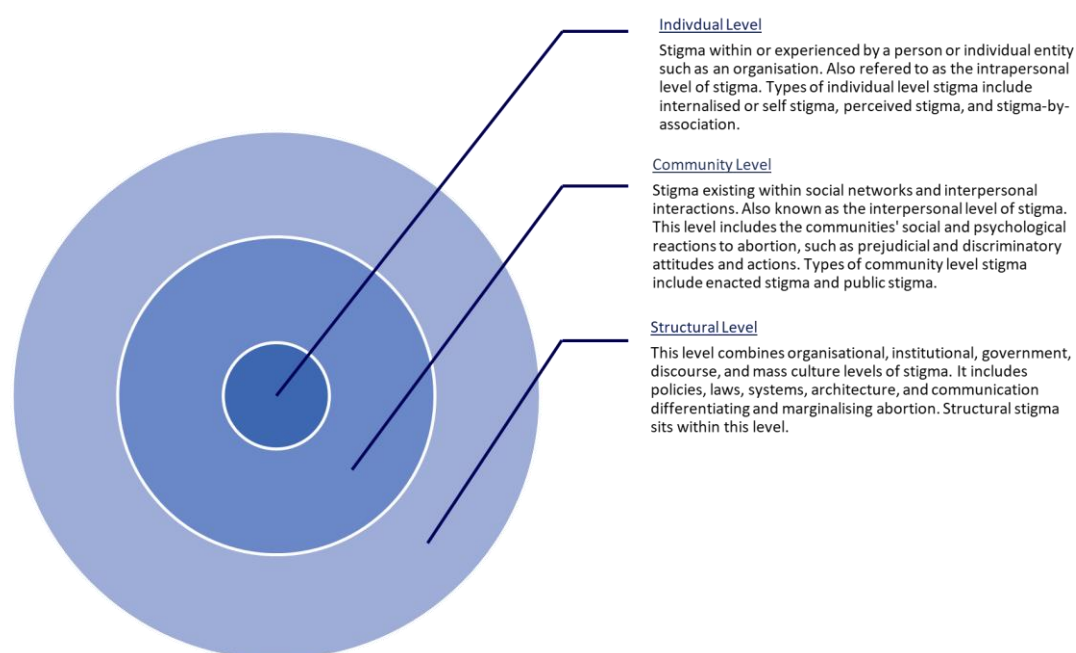 Indivdual Level
Stigma within or experienced by a person or individual entity
such as an organisation. Also refered to as the intrapersonal
level of stigma. Types of individual level stigma include
internalised or self stigma, perceived stigma, and stigma-by-
association.
Community Level
Stigma existing within social networks and interpersonal
interactions. Also known as the interpersonal level of stigma.
This level includes the communities' social and psychological
reactions to abortion, such as prejudicial and discriminatory
attitudes and actions. Types of community level stigma
include enacted stigma and public stigma.
Structural Level
This level combines organisational, institutional, government,
discourse, and mass culture levels of stigma. It includes
policies, laws, systems, architecture, and communication
differentiating and marginalising abortion. Structural stigma
sits within this level.